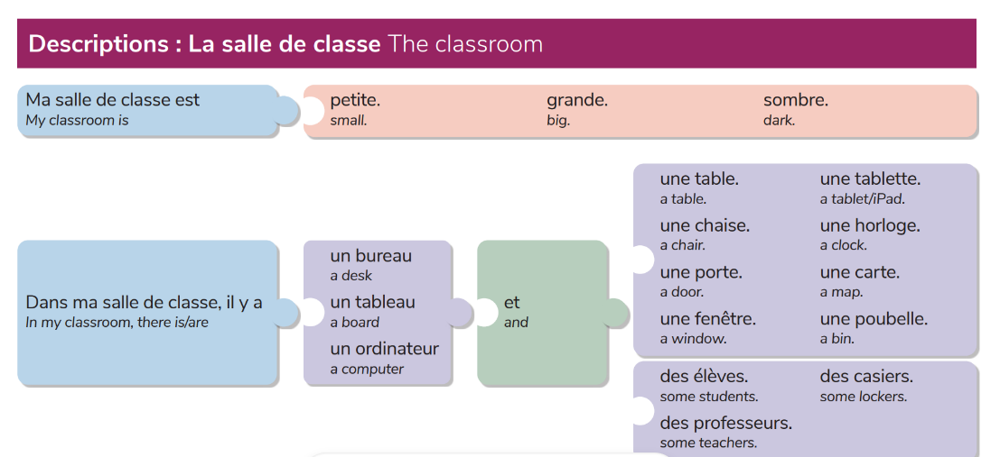 Descriptions : La salle de classe The classroom
Ma salle de classe est
My classroom is
petite.
small.
grande.
big.
sombre.
dark.
Dans ma salle de classe, il y a
In my classroom, there is/are
un bureau
a desk
un tableau
a board
un ordinateur
a computer
et
and
une table.
a table.
une tablette.
a tablet/iPad.
une chaise.
a chair.
une horloge.
a clock.
une porte.
a door.
une carte.
a map.
une fenêtre.
a window.
une poubelle.
a bin.
des élèves.
some students.
des casiers.
some lockers.
des professeurs.
some teachers.